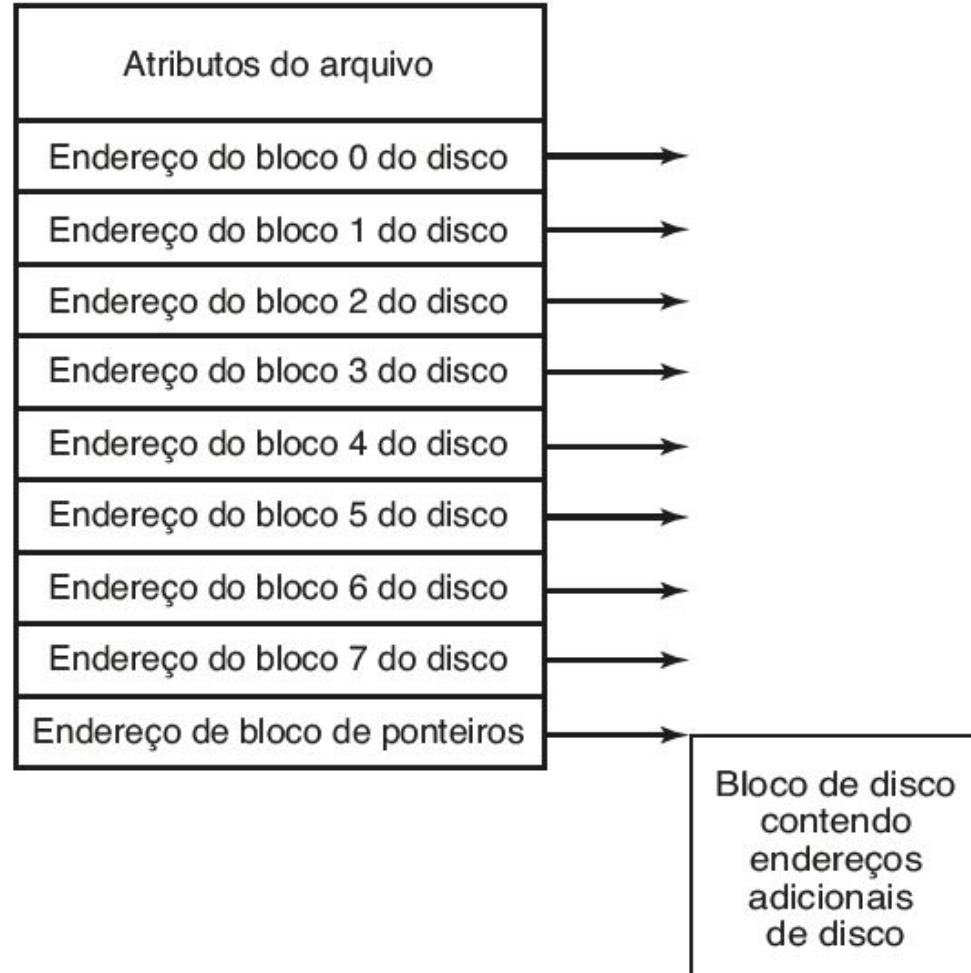 Atributos do arquivo
Endereço do bloco 0 do disco
Endereço do bloco 1 do disco
Endereço do bloco 2 do disco
Endereço do bloco 3 do disco
Endereço do bloco 4 do disco
Endereço do bloco 5 do disco
Endereço do bloco 6 do disco
Endereço do bloco 7 do disco
Endereço de bloco de ponteiros
Bloco de disco
contendo
endereços
adicionais
de disco